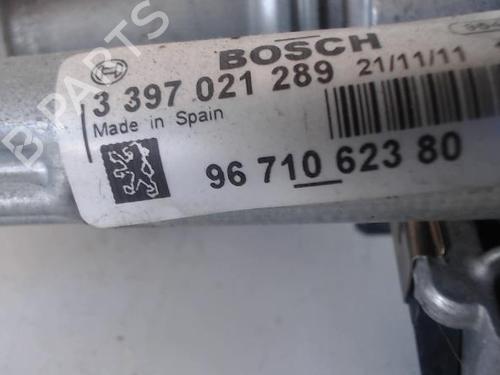 BOSCH
3 397 021 289 21/11/11
Made in Spain
96 710 623 80
B-PARTS